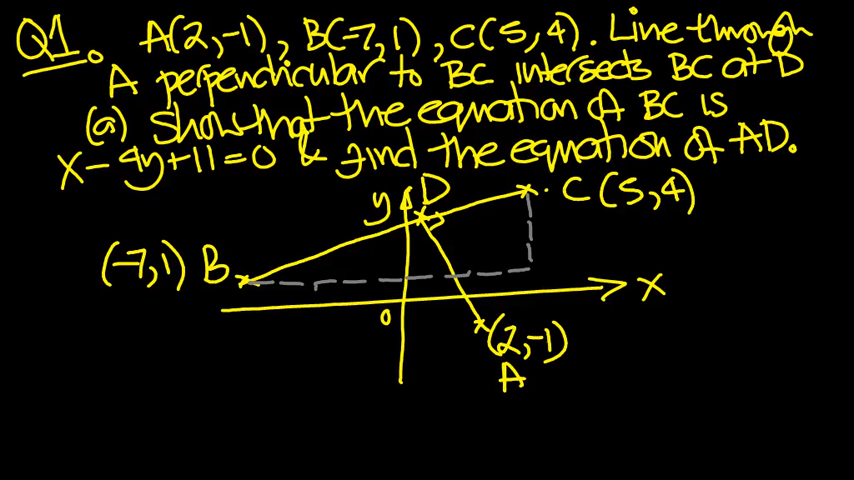 Q1. A(2,-1), B(-7,1), C(5,4). Line through
A perpendicular to BC intersects BC at D
(a) show that the equation of BC is
x-4y+11=0 & find the equation of AD.
y D C(5,4)
(-7,1) B
x
0
(2,-1)
A